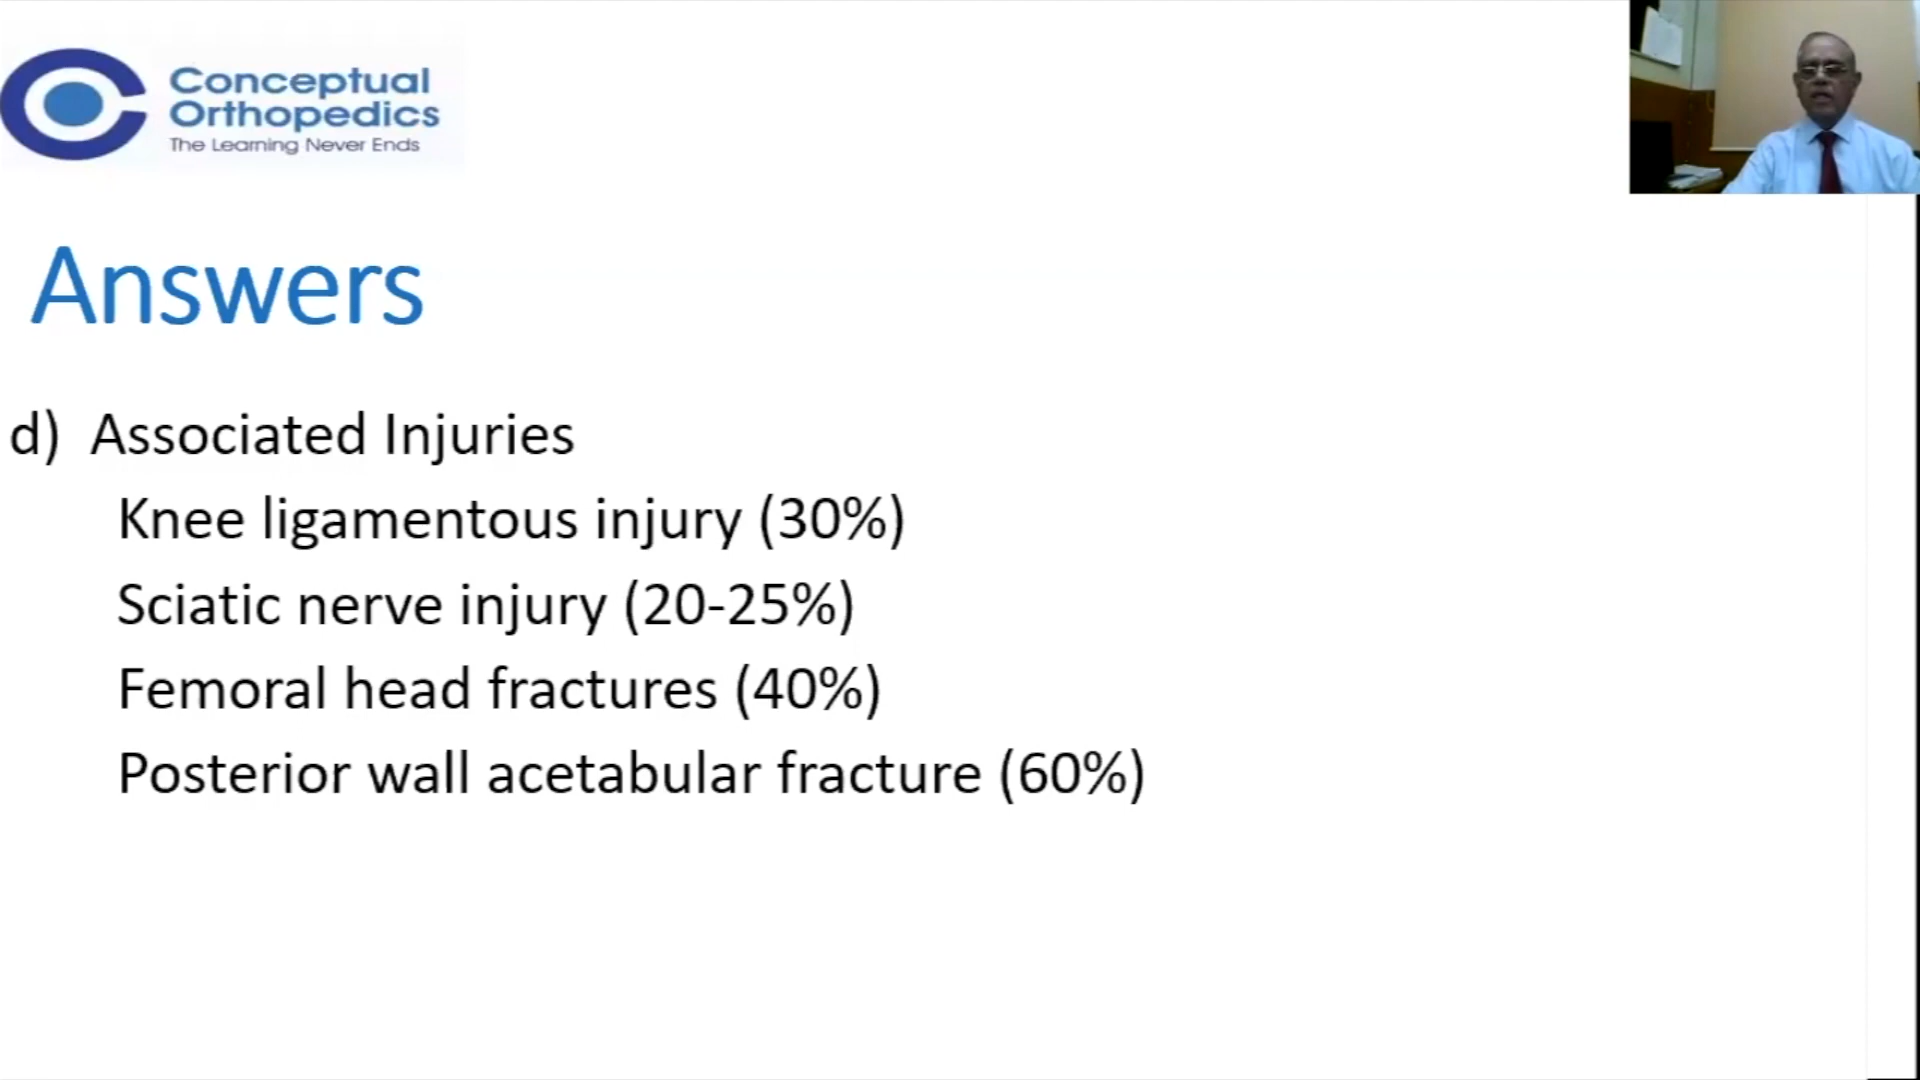 Conceptual
Orthopedics
The Learning Never Ends
Answers
d) Associated Injuries
Knee ligamentous injury (30%)
Sciatic nerve injury (20-25%)
Femoral head fractures (40%)
Posterior wall acetabular fracture (60%)